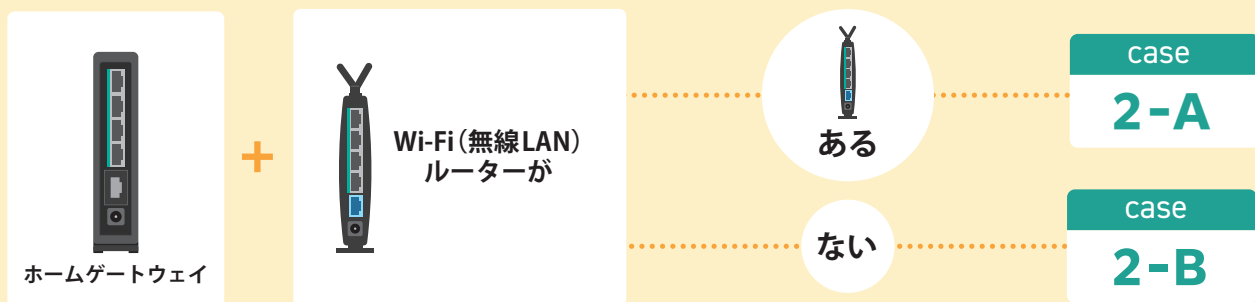 ホームゲートウェイ
+
Wi-Fi(無線LAN)
ルーターが
ある
case
2-A
ない
case
2-B